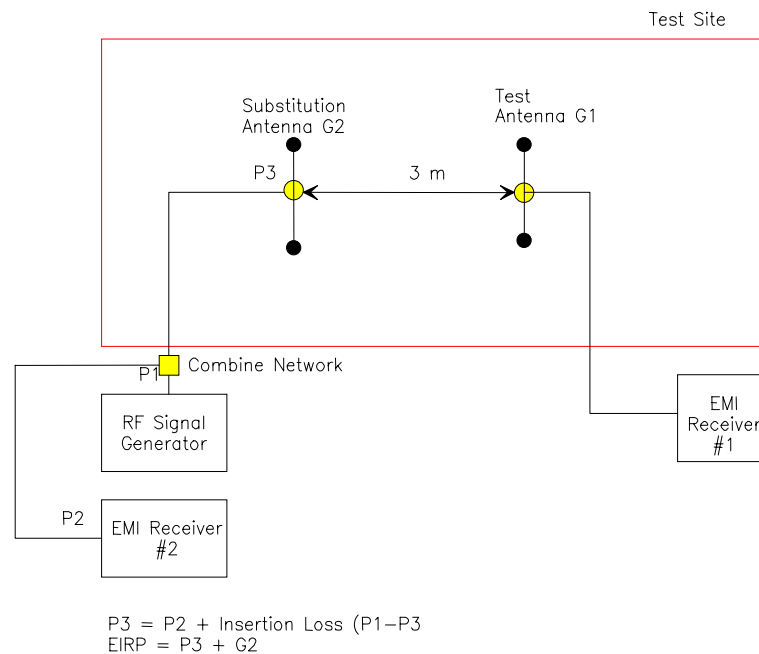 Test Site
Substitution
Antenna G2
Test
Antenna G1
P3
3 m
P1
Combine Network
RF Signal
Generator
EMI
Receiver
#1
P2
EMI Receiver
#2
P3 = P2 + Insertion Loss (P1-P3
EIRP = P3 + G2